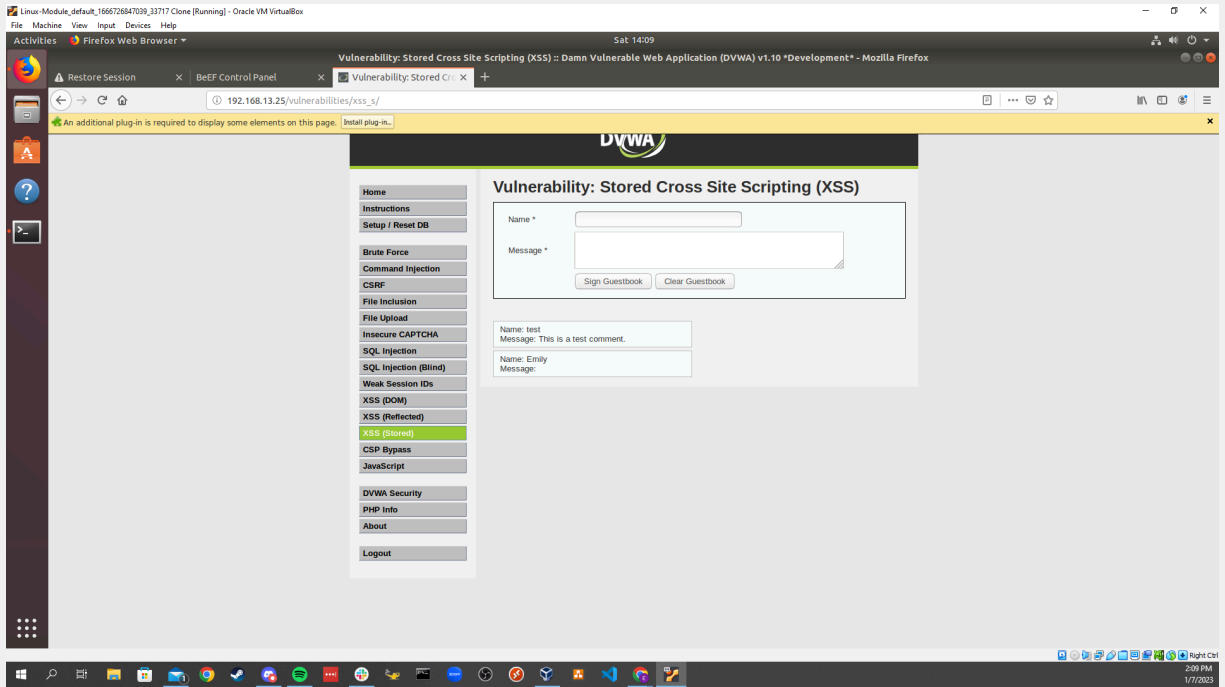 Linux-Module_default_1666726847039_33717 Clone [Running] - Oracle VM VirtualBox
File Machine View Input Devices Help
Activities Firefox Web Browser Sat 14:09
Vulnerability: Stored Cross Site Scripting (XSS) :: Damn Vulnerable Web Application (DVWA) v1.10 *Development* - Mozilla Firefox
Restore Session BeEF Control Panel Vulnerability: Stored Cro
192.168.13.25/vulnerabilities/xss_s/
An additional plug-in is required to display some elements on this page. Install plug-in...
DVWA
Home
Instructions
Setup / Reset DB
Brute Force
Command Injection
CSRF
File Inclusion
File Upload
Insecure CAPTCHA
SQL Injection
SQL Injection (Blind)
Weak Session IDs
XSS (DOM)
XSS (Reflected)
XSS (Stored)
CSP Bypass
JavaScript
DVWA Security
PHP Info
About
Logout
Vulnerability: Stored Cross Site Scripting (XSS)
Name *
Message *
Sign Guestbook Clear Guestbook
Name: test
Message: This is a test comment.
Name: Emily
Message:
Right Ctrl
2:09 PM
1/7/2023